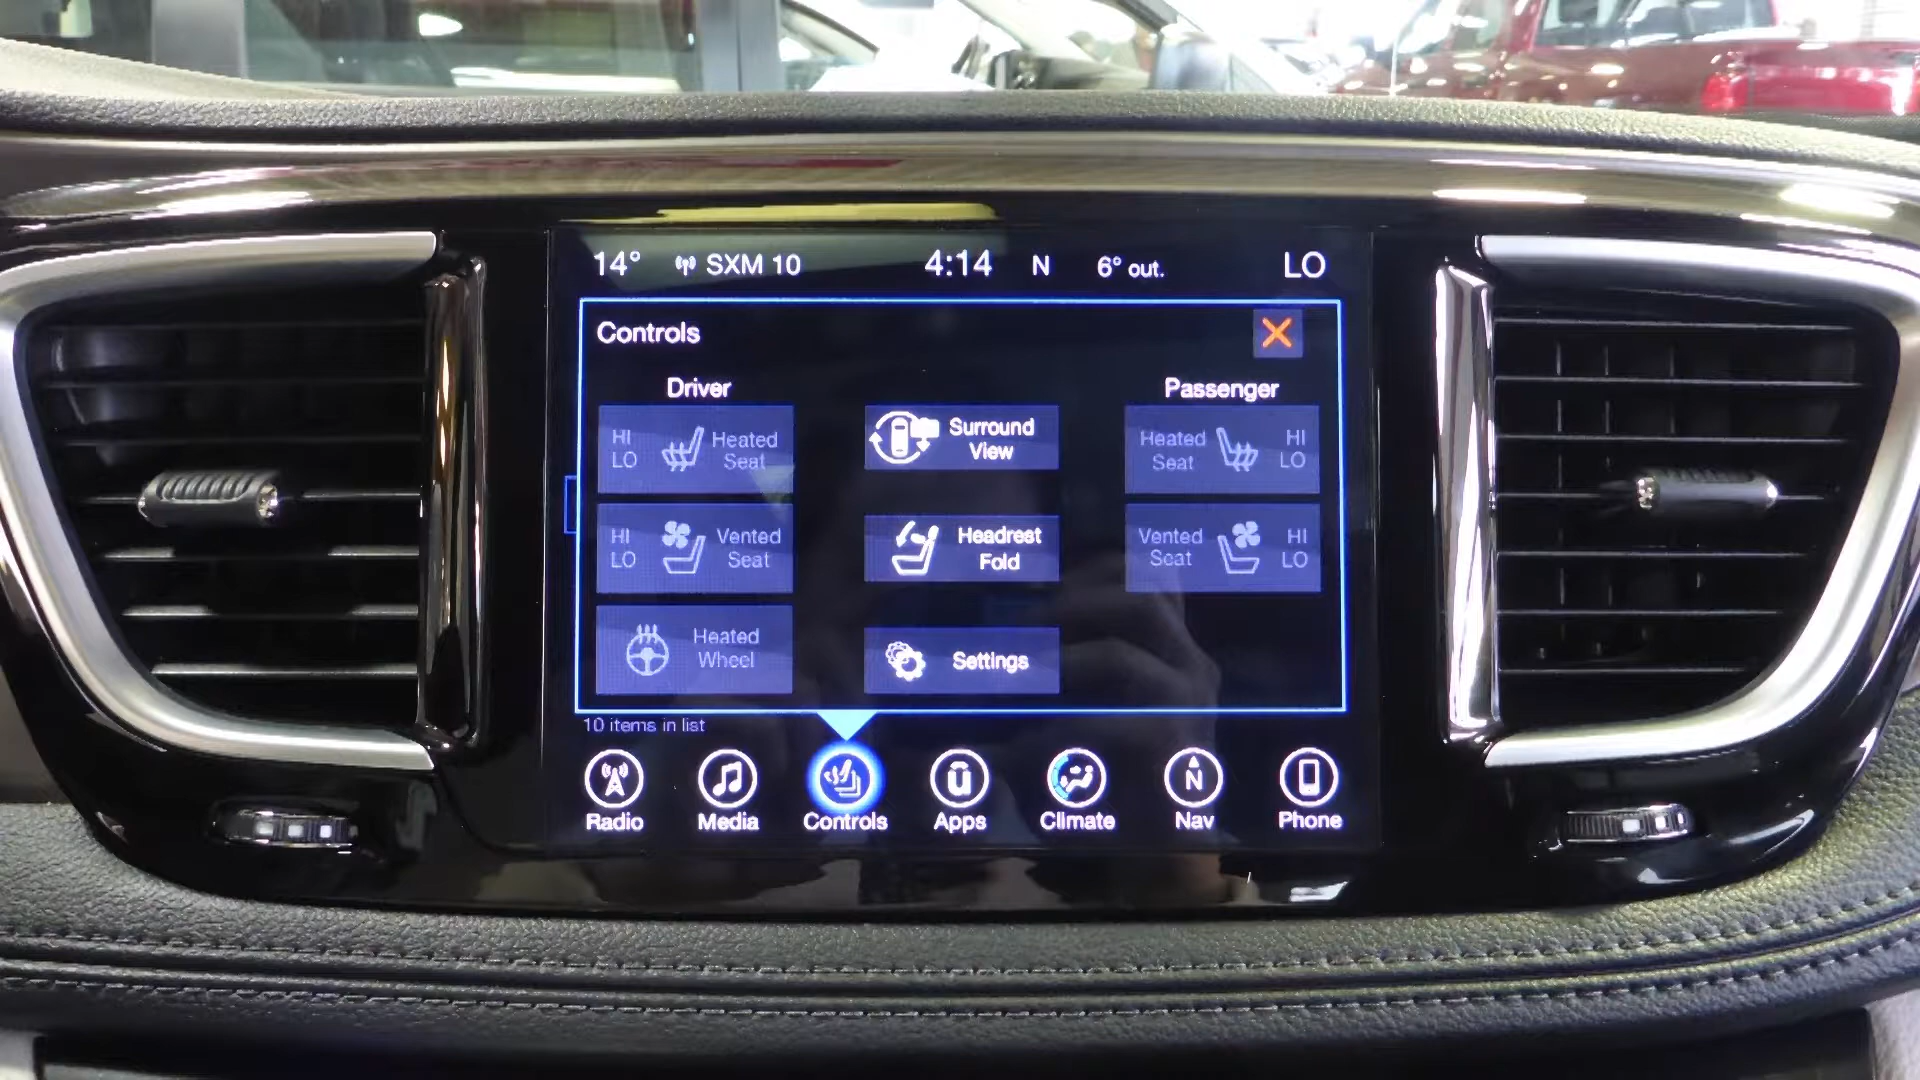 14° SXM 10 4:14 N 6° out. LO
Controls
Driver
Passenger
HI
LO
Heated
Seat
Surround
View
Heated
Seat
HI
LO
HI
LO
Vented
Seat
Headrest
Fold
Vented
Seat
HI
LO
Heated
Wheel
Settings
10 items in list
Radio Media Controls Apps Climate Nav Phone
N